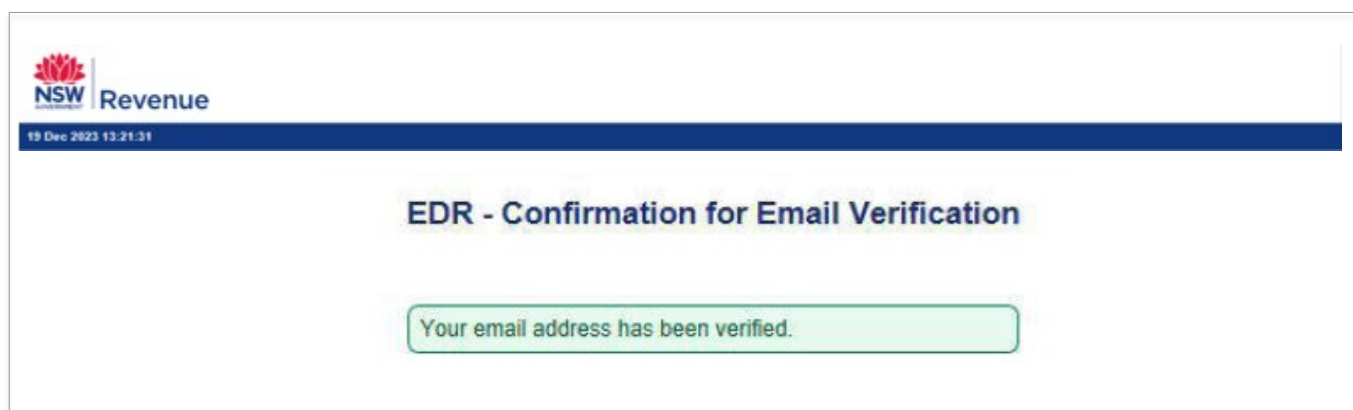 NSW
GOVERNMENT
Revenue
19 Dec 2023 13:21:31
EDR - Confirmation for Email Verification
Your email address has been verified.